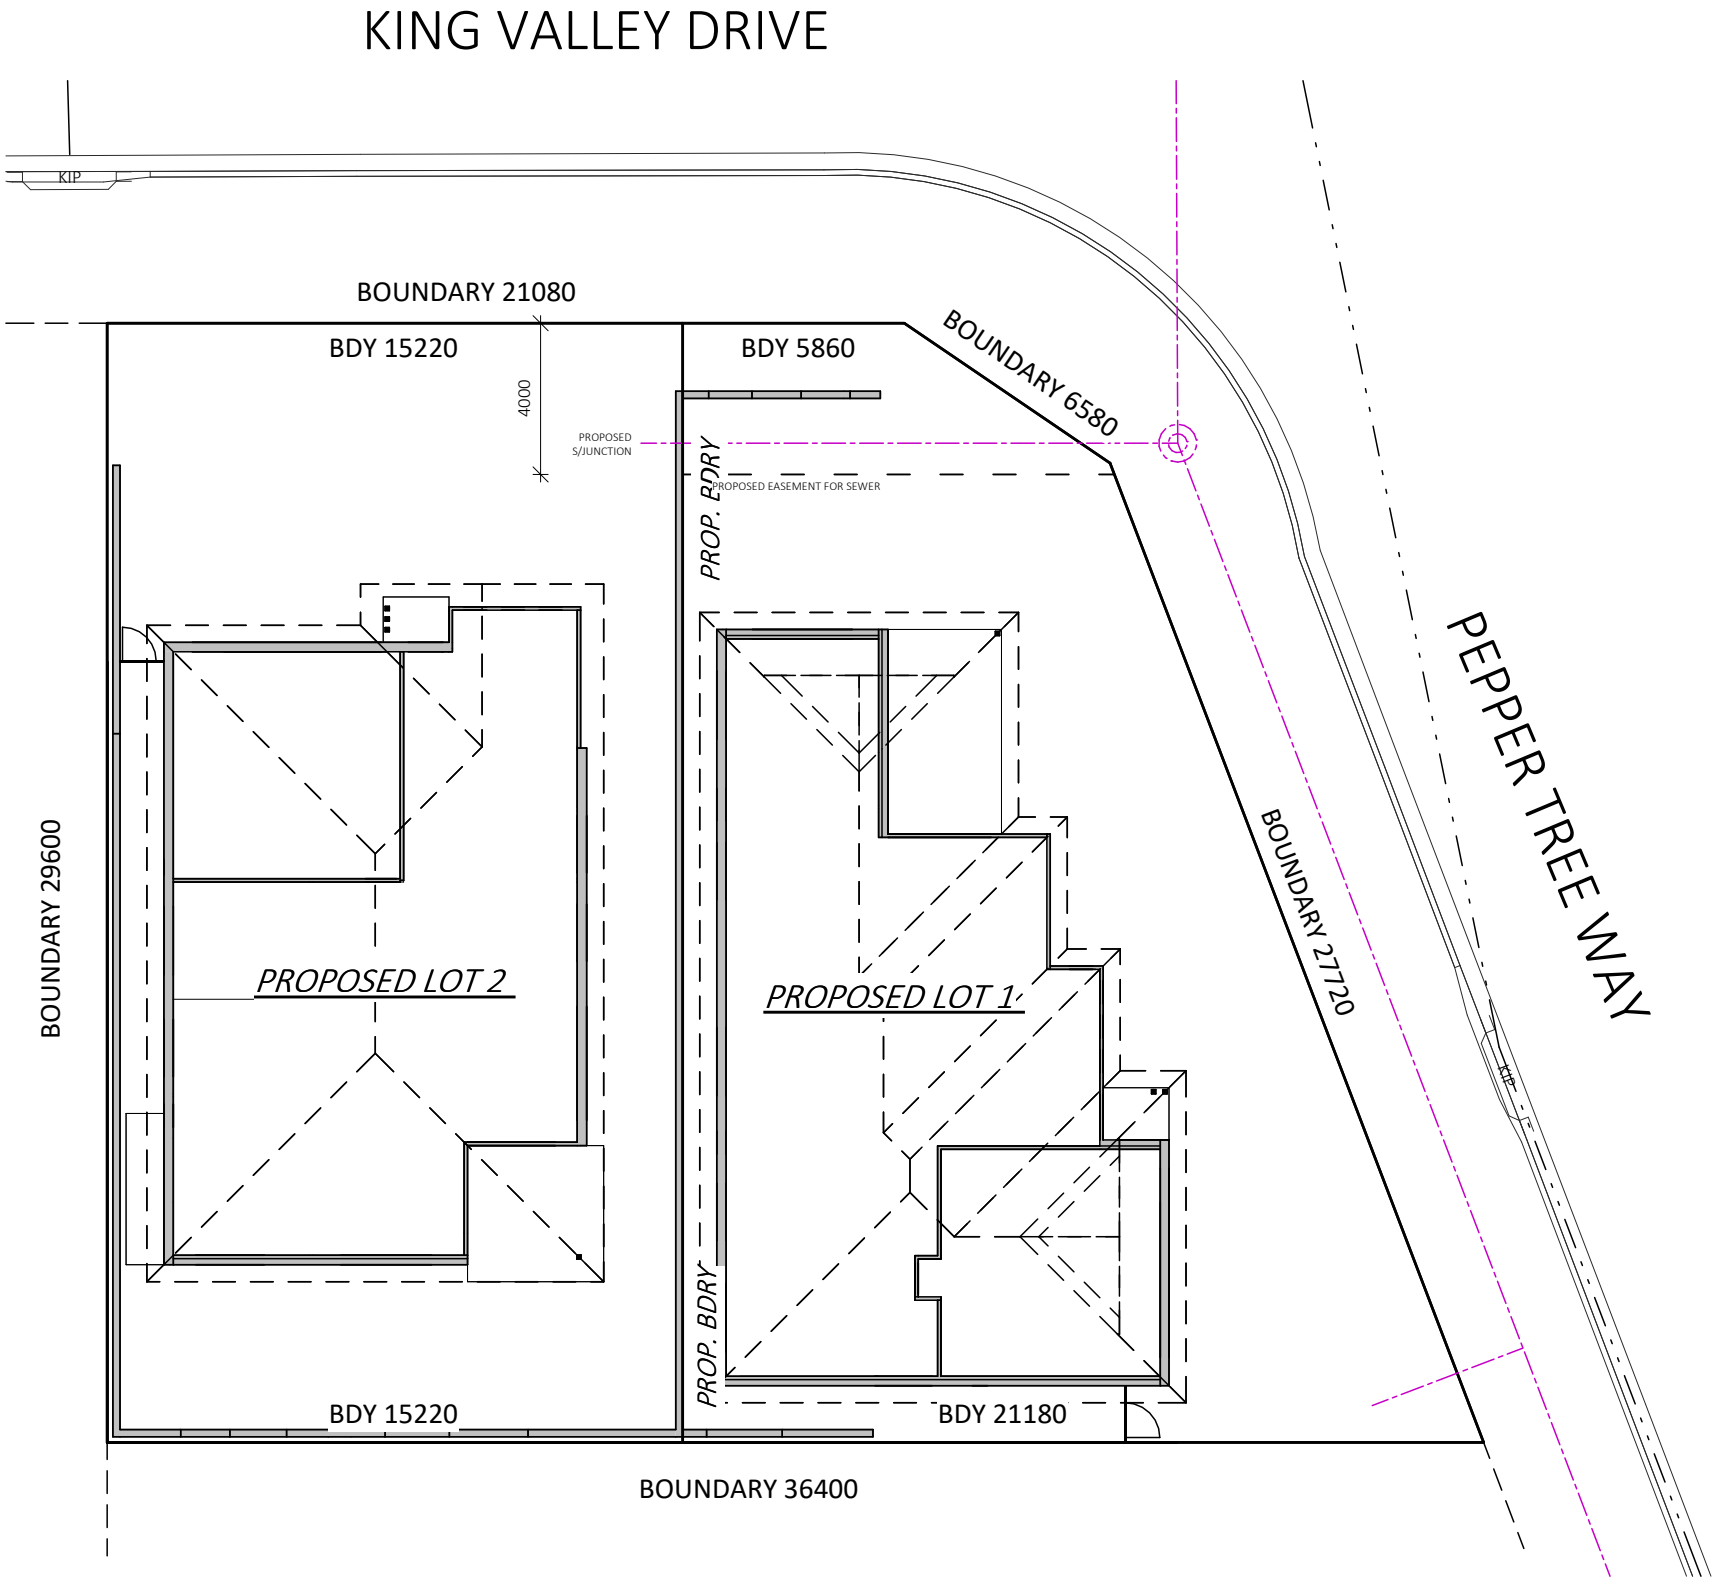 KING VALLEY DRIVE
KIP
BOUNDARY 21080
BDY 15220
BDY 5860
BOUNDARY 6580
4000
PROPOSED
S/JUNCTION
PROP. BDRY
PROPOSED EASEMENT FOR SEWER
PEPPER TREE WAY
BOUNDARY 29600
BOUNDARY 27720
PROPOSED LOT 2
PROPOSED LOT 1
KIP
PROP. BDRY
BDY 15220
BDY 21180
BOUNDARY 36400